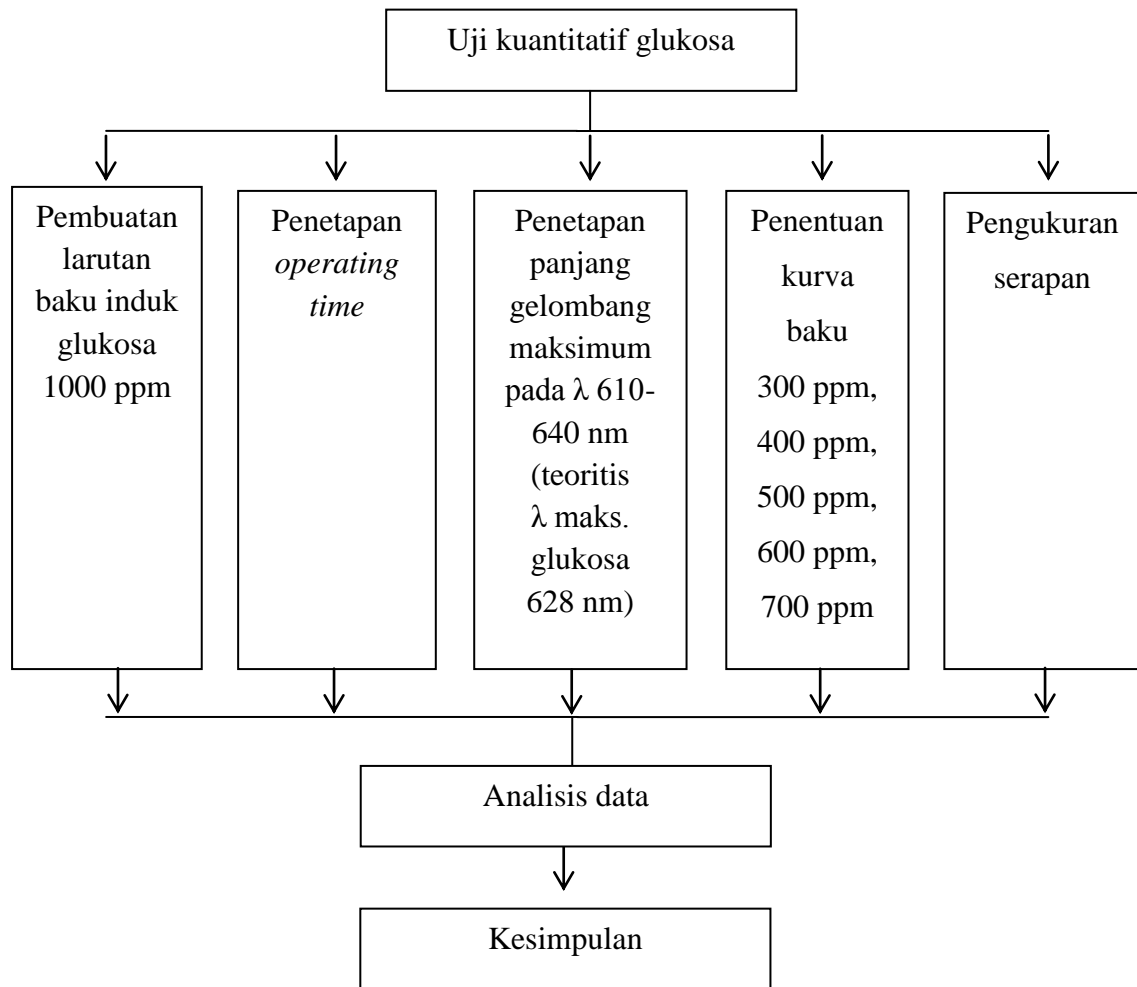 Uji kuantitatif glukosa
Pembuatan
larutan
baku induk
glukosa
1000 ppm
Penetapan
operating
time
Penetapan
panjang
gelombang
maksimum
pada λ 610-
640 nm
(teoritis
λ maks.
glukosa
628 nm)
Penentuan
kurva
baku
300 ppm,
400 ppm,
500 ppm,
600 ppm,
700 ppm
Pengukuran
serapan
Analisis data
Kesimpulan